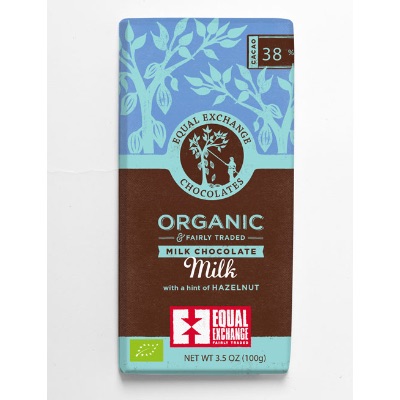 CACAO 38 %
EQUAL EXCHANGE
CHOCOLATES
ORGANIC
& FAIRLY TRADED
MILK CHOCOLATE
Milk
with a hint of HAZELNUT
EQUAL
EXCHANGE
FAIRLY TRADED
NET WT 3.5 OZ (100g)